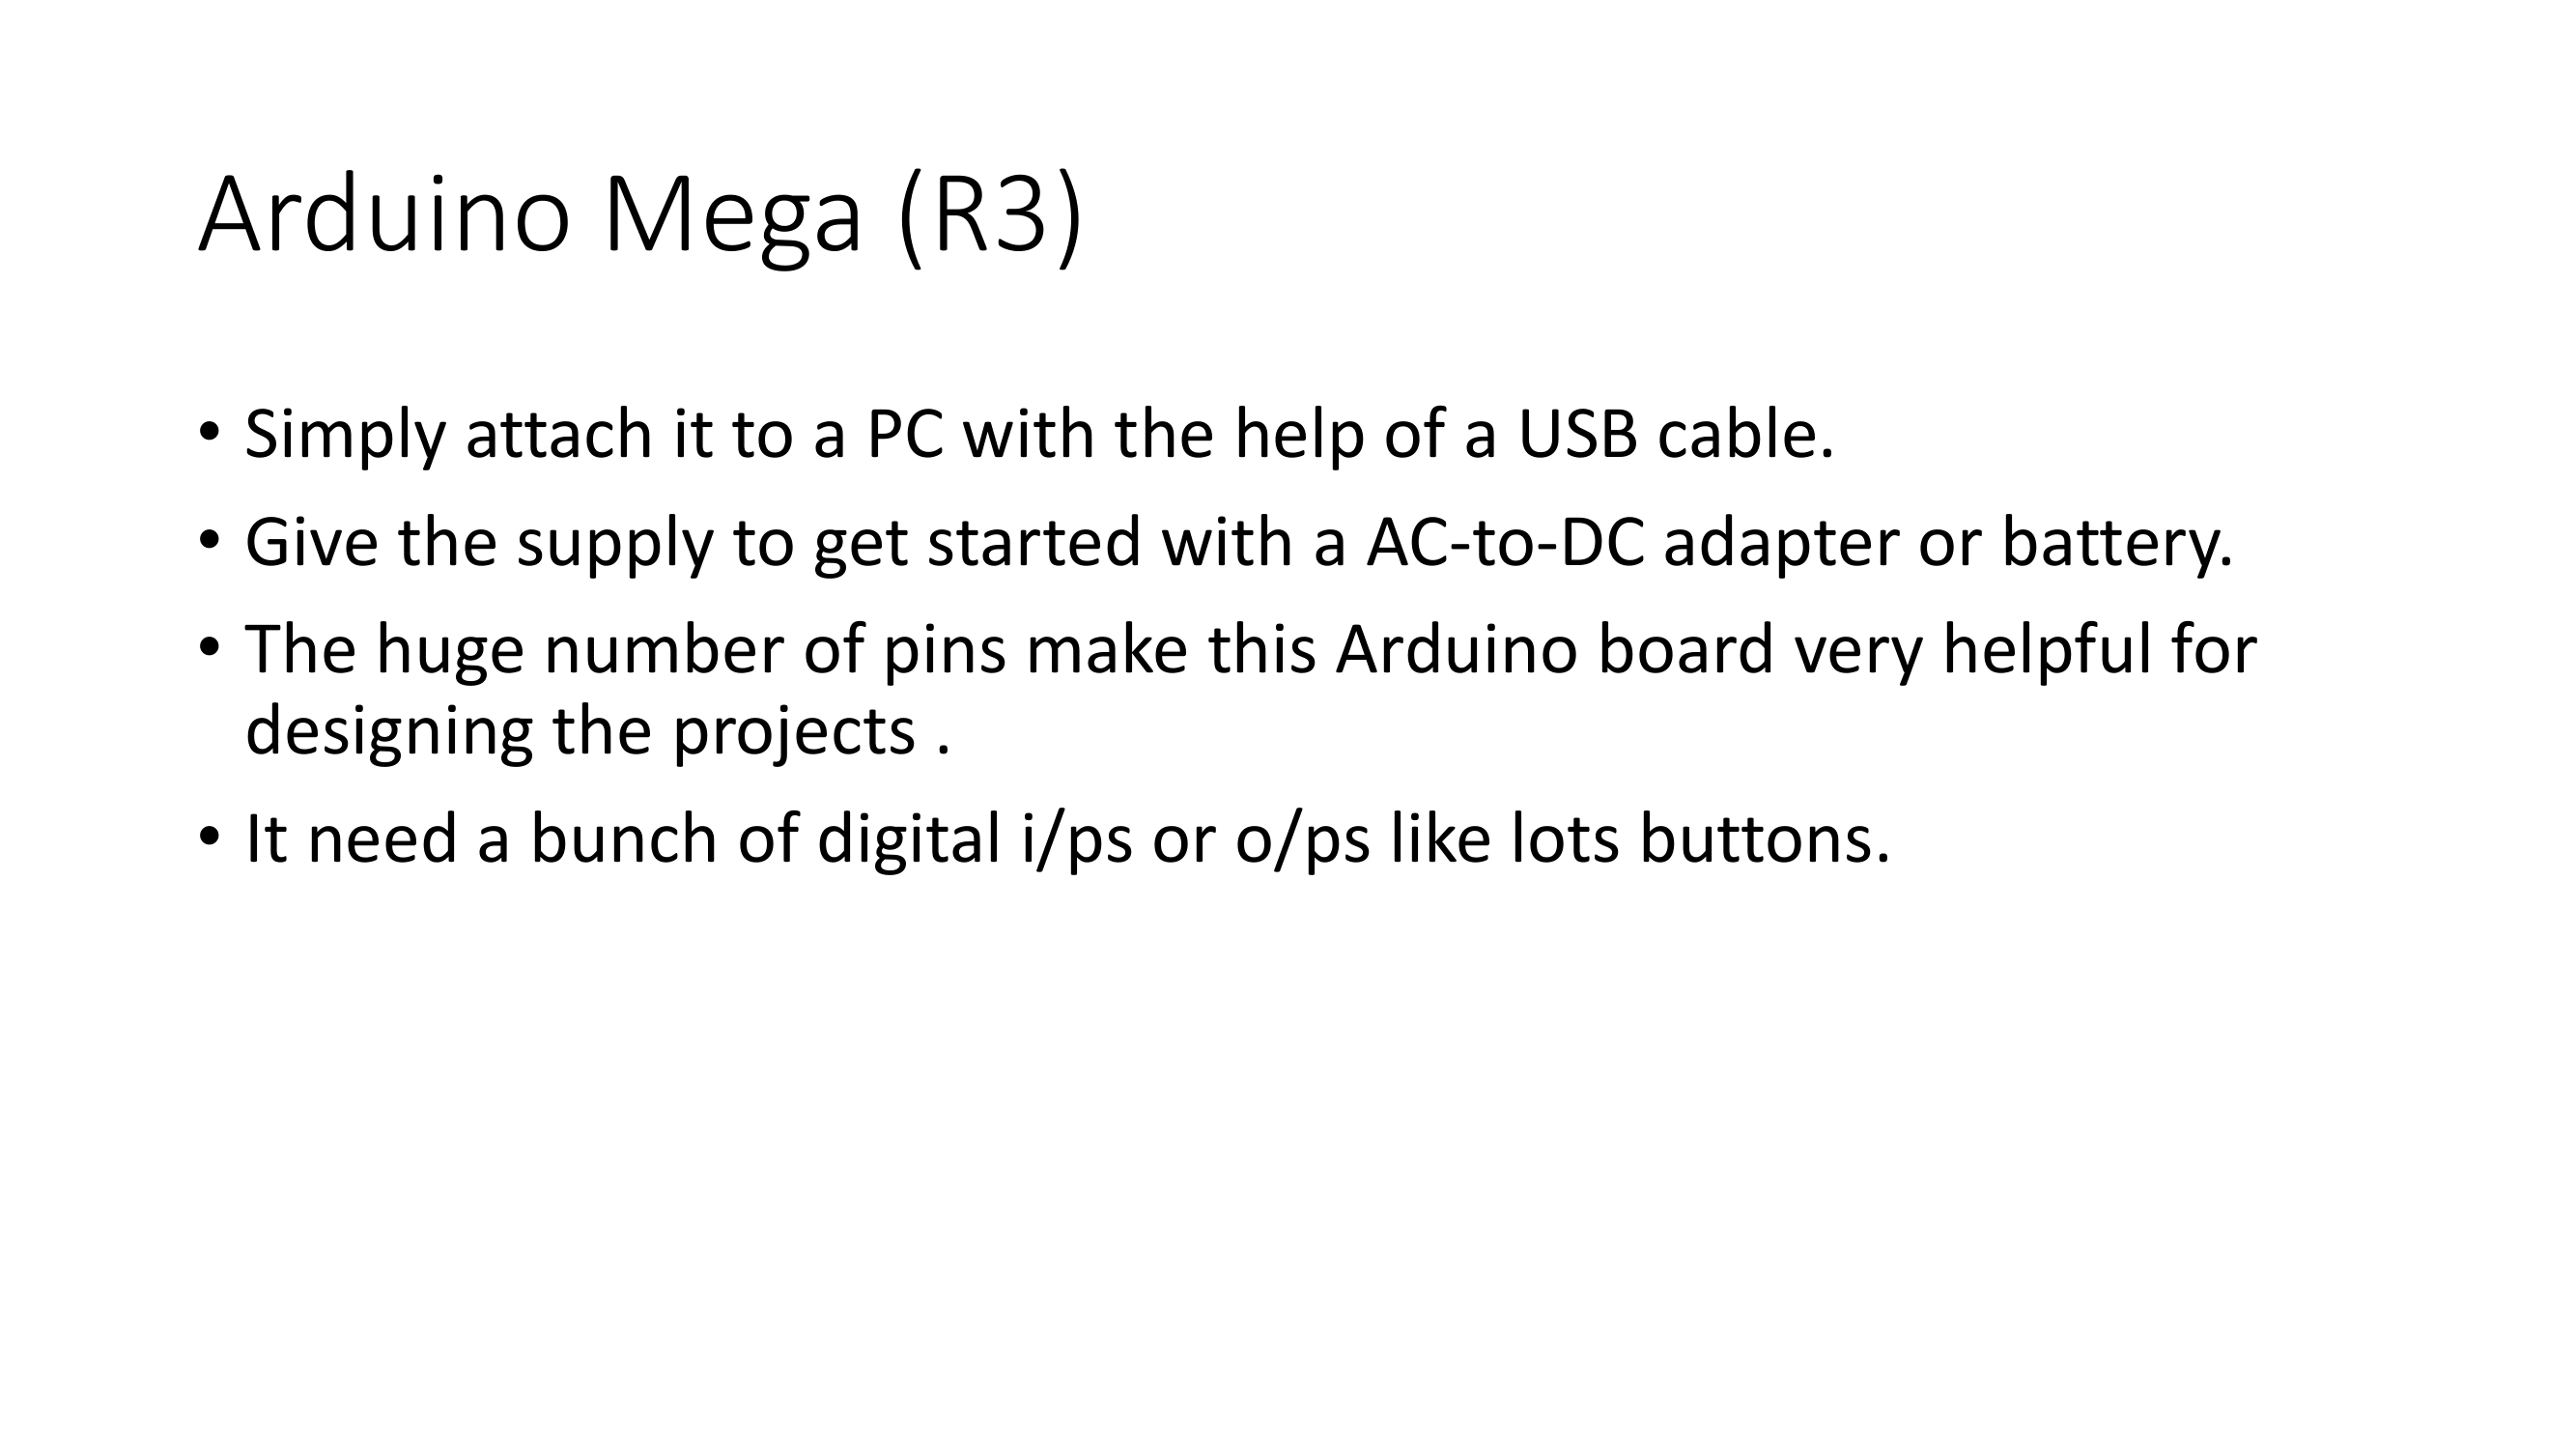 Arduino Mega (R3)
• Simply attach it to a PC with the help of a USB cable.
• Give the supply to get started with a AC-to-DC adapter or battery.
• The huge number of pins make this Arduino board very helpful for
designing the projects .
• It need a bunch of digital i/ps or o/ps like lots buttons.